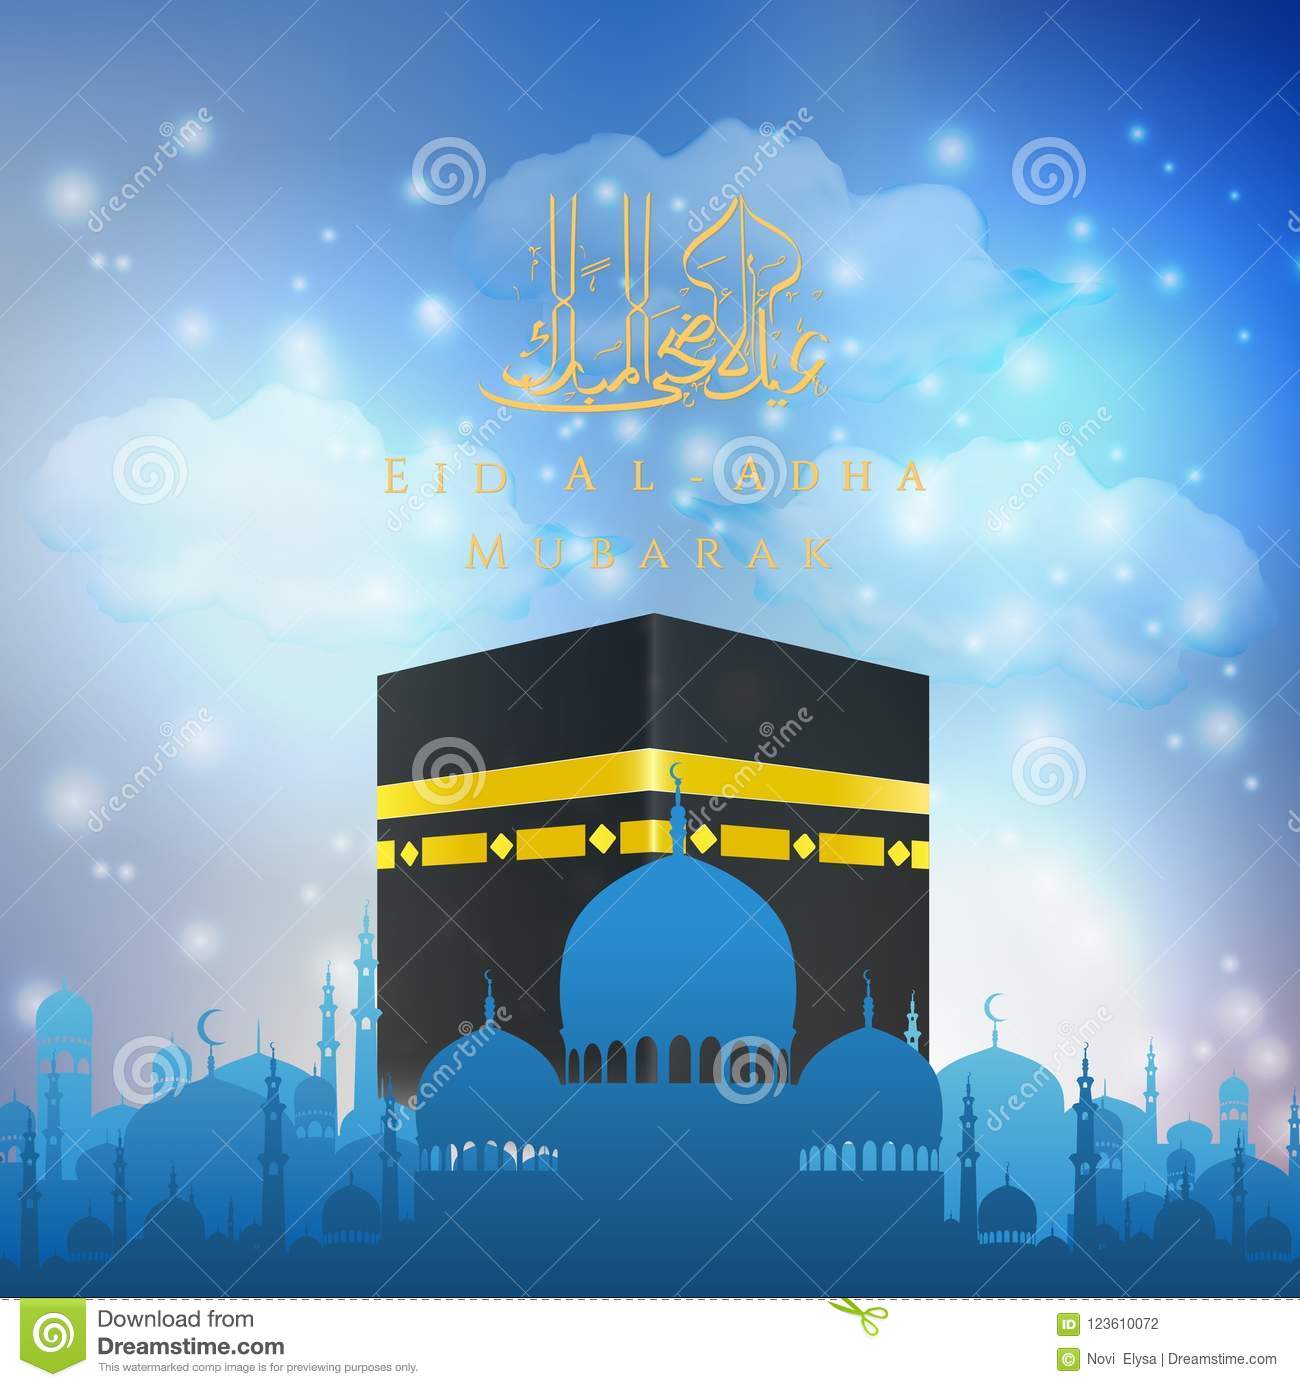 عيد الأضحى المبارك
EID AL-ADHA
MUBARAK
dreamstime
Download from
Dreamstime.com
This watermarked comp image is for previewing purposes only.
ID 123610072
© Novi Elysa | Dreamstime.com